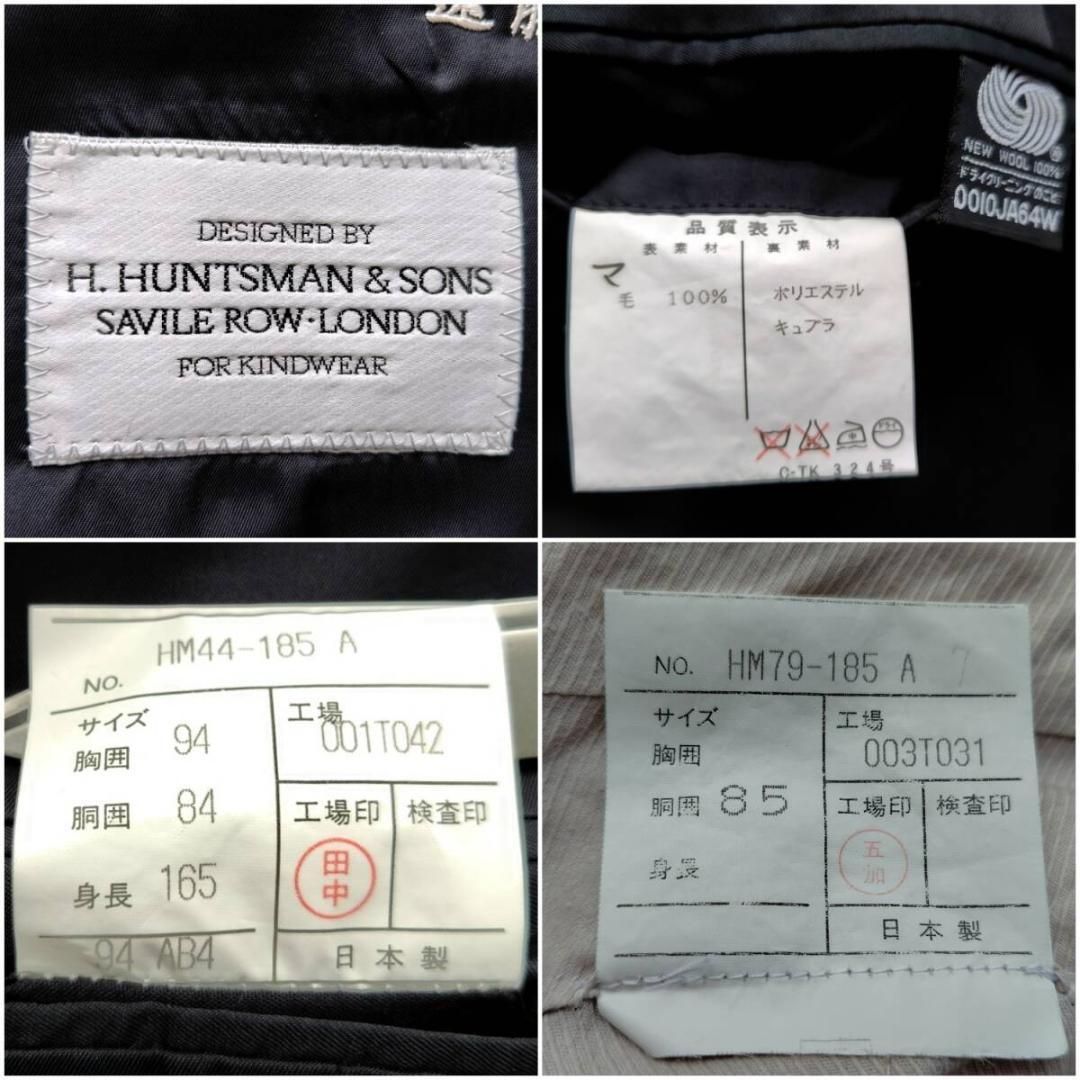 DESIGNED BY
H. HUNTSMAN & SONS
SAVILE ROW·LONDON
FOR KINDWEAR
NEW WOOL 100%
ドライクリーニングのこと
0010JA64W
品質表示
表素材 裏素材
マ
毛 100% ポリエステル
キュプラ
中
ドライ
C-TK 324号
NO. HM44-185 A
サイズ 工場
胸囲 94 001T042
胴囲 84 工場印 検査印
田中
身長 165
94 AB4 日本製
NO. HM79-185 A 7
サイズ 工場
胸囲 003T031
胴囲 85 工場印 検査印
五加
身長
日本製